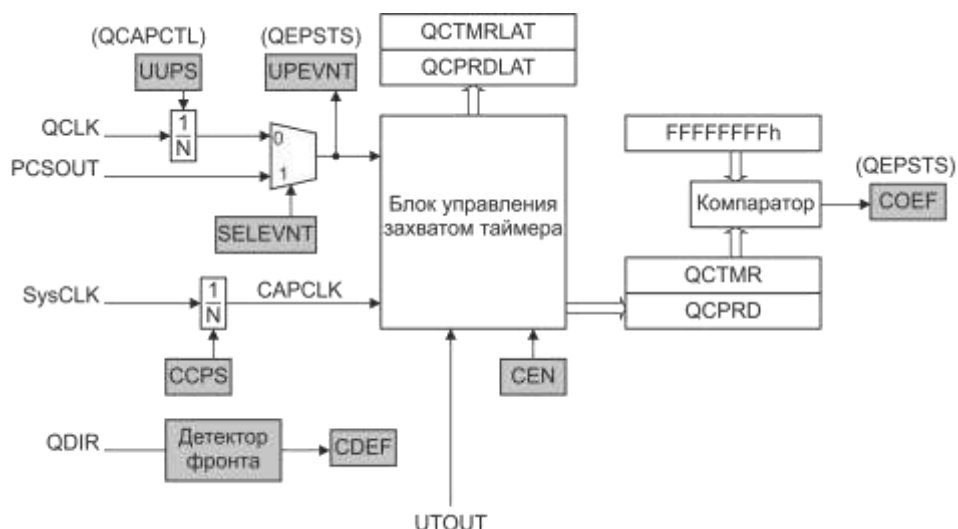 QCTMRLAT
QCPRDLAT
(QCAPCTL)
UUPS
(QEPSTS)
UPEVNT
QCLK
1
N
0
PCSOUT
1
SELEVNT
Блок управления
захватом таймера
FFFFFFFFh
Компаратор
(QEPSTS)
COEF
QCTMR
QCPRD
SysCLK
1
N
CAPCLK
CCPS
CEN
QDIR
Детектор
фронта
CDEF
UTOUT